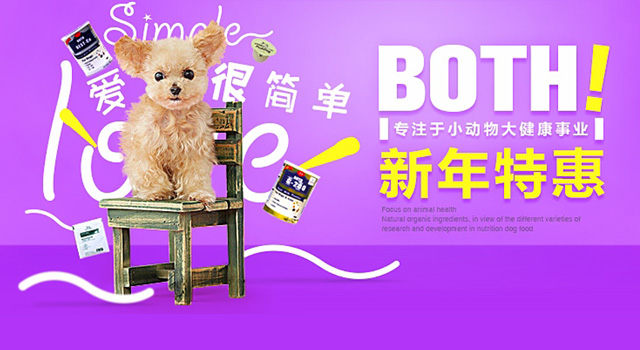 Simple
爱 很简单
love
BOTH!
专注于小动物大健康事业
新年特惠
Focus on animal health
Natural organic ingredients, in view of the different varieties of
research and development in nutrition dog food